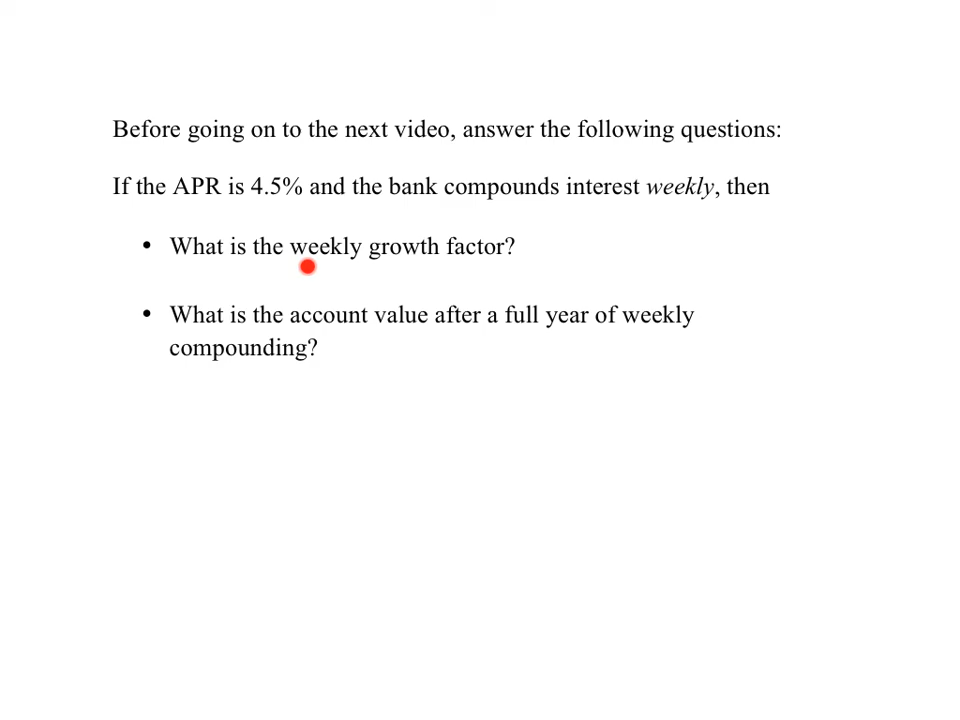 Before going on to the next video, answer the following questions:
If the APR is 4.5% and the bank compounds interest weekly, then
• What is the weekly growth factor?
• What is the account value after a full year of weekly
compounding?